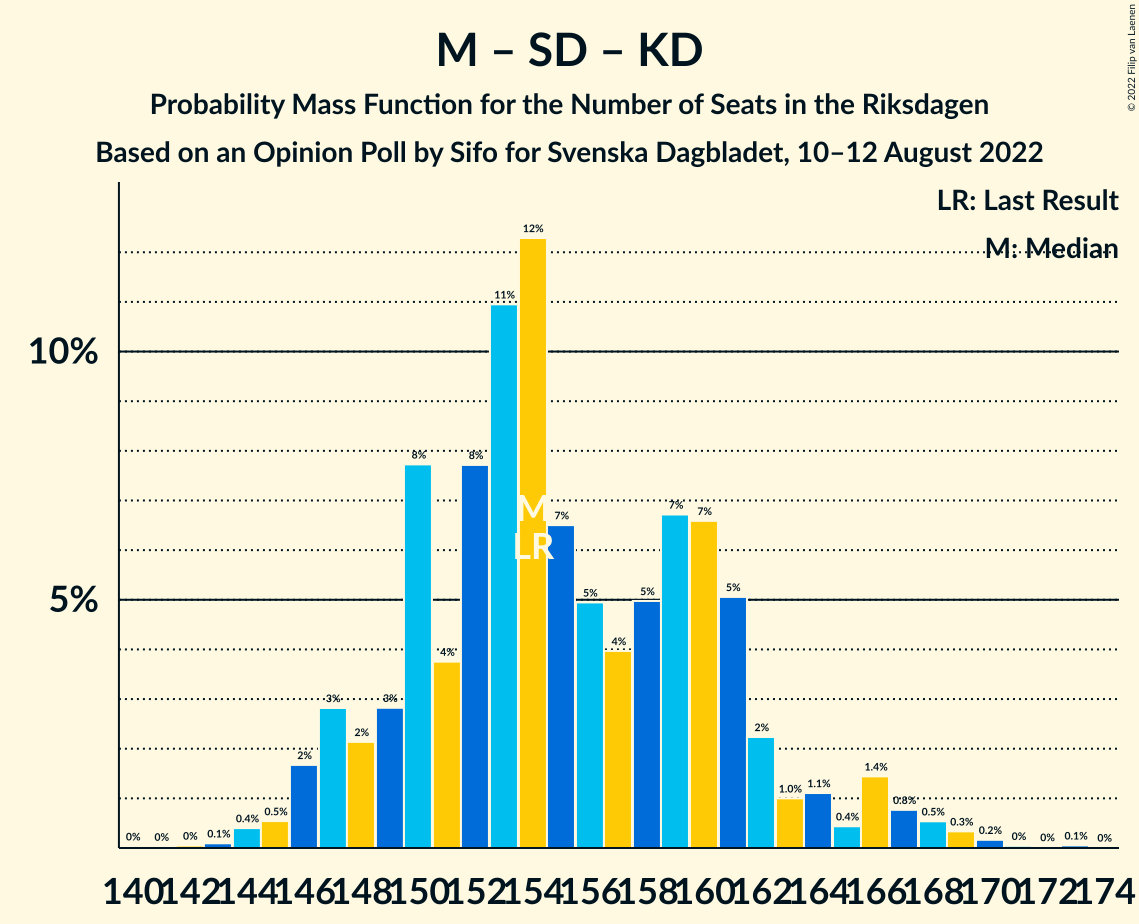 M – SD – KD
Probability Mass Function for the Number of Seats in the Riksdagen
Based on an Opinion Poll by Sifo for Svenska Dagbladet, 10–12 August 2022
© 2022 Filip van Laenen
LR: Last Result
M: Median
10%
5%
0% 0% 0% 0.1% 0.4% 0.5% 2% 3% 2% 3% 8% 4% 8% 11% 12% 7% 5% 4% 5% 7% 7% 5% 2% 1.0% 1.1% 0.4% 1.4% 0.8% 0.5% 0.3% 0.2% 0% 0% 0.1% 0%
M
LR
140 142 144 146 148 150 152 154 156 158 160 162 164 166 168 170 172 174